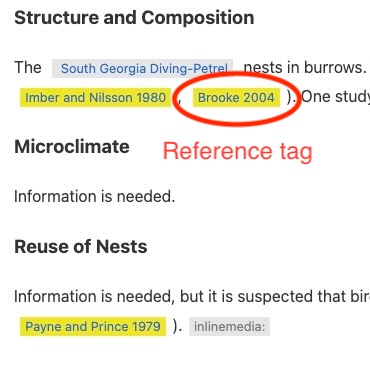 Structure and Composition
The South Georgia Diving-Petrel nests in burrows.
Imber and Nilsson 1980 , Brooke 2004 ). One study
Microclimate
Reference tag
Information is needed.
Reuse of Nests
Information is needed, but it is suspected that bir
Payne and Prince 1979 ). inlinemedia: